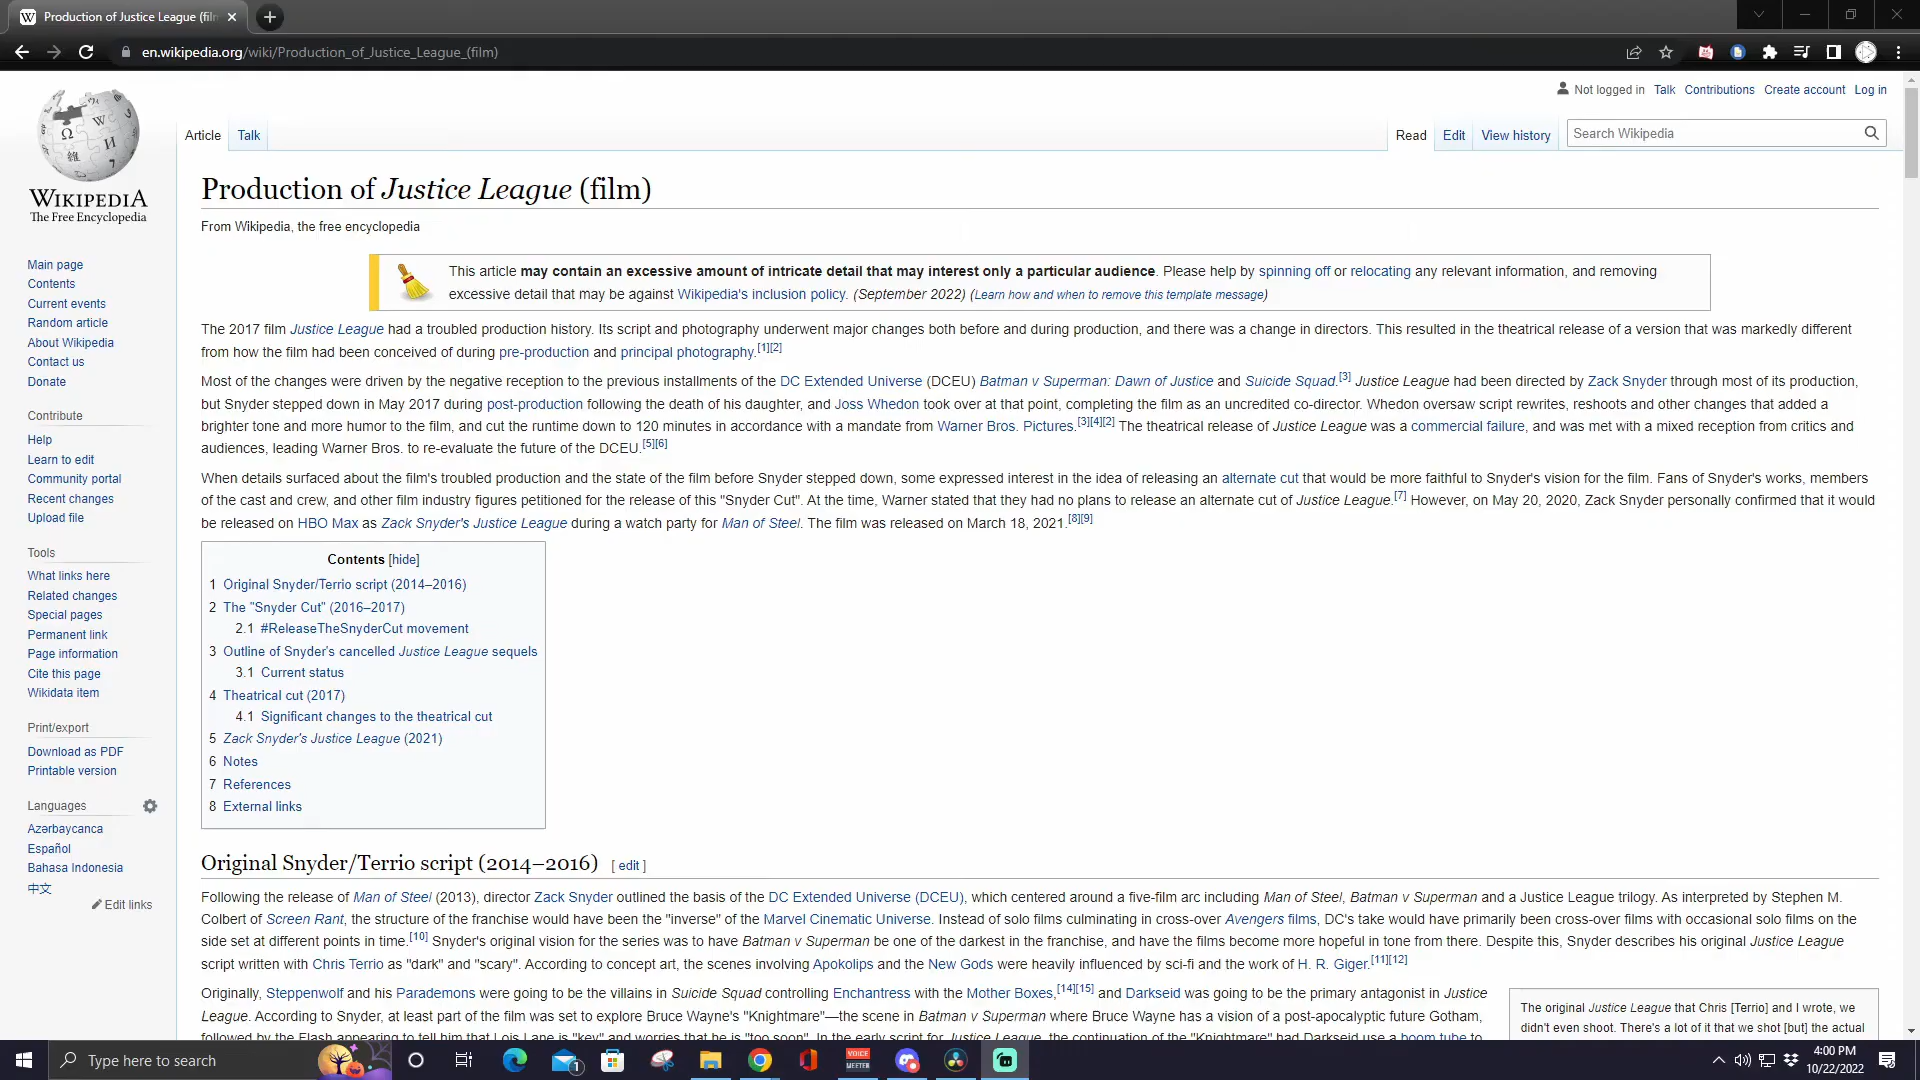 Production of Justice League (film
en.wikipedia.org/wiki/Production_of_Justice_League_(film)
Not logged in Talk Contributions Create account Log in
Article Talk Read Edit View history Search Wikipedia
WIKIPEDIA
The Free Encyclopedia
Main page
Contents
Current events
Random article
About Wikipedia
Contact us
Donate
Contribute
Help
Learn to edit
Community portal
Recent changes
Upload file
Tools
What links here
Related changes
Special pages
Permanent link
Page information
Cite this page
Wikidata item
Print/export
Download as PDF
Printable version
Languages
Azərbaycanca
Español
Bahasa Indonesia
中文
Edit links
Production of Justice League (film)
From Wikipedia, the free encyclopedia
This article may contain an excessive amount of intricate detail that may interest only a particular audience. Please help by spinning off or relocating any relevant information, and removing
excessive detail that may be against Wikipedia's inclusion policy. (September 2022) (Learn how and when to remove this template message)
The 2017 film Justice League had a troubled production history. Its script and photography underwent major changes both before and during production, and there was a change in directors. This resulted in the theatrical release of a version that was markedly different
from how the film had been conceived of during pre-production and principal photography.[1][2]
Most of the changes were driven by the negative reception to the previous installments of the DC Extended Universe (DCEU) Batman v Superman: Dawn of Justice and Suicide Squad.[3] Justice League had been directed by Zack Snyder through most of its production,
but Snyder stepped down in May 2017 during post-production following the death of his daughter, and Joss Whedon took over at that point, completing the film as an uncredited co-director. Whedon oversaw script rewrites, reshoots and other changes that added a
brighter tone and more humor to the film, and cut the runtime down to 120 minutes in accordance with a mandate from Warner Bros. Pictures.[3][4][2] The theatrical release of Justice League was a commercial failure, and was met with a mixed reception from critics and
audiences, leading Warner Bros. to re-evaluate the future of the DCEU.[5][6]
When details surfaced about the film's troubled production and the state of the film before Snyder stepped down, some expressed interest in the idea of releasing an alternate cut that would be more faithful to Snyder's vision for the film. Fans of Snyder's works, members
of the cast and crew, and other film industry figures petitioned for the release of this "Snyder Cut". At the time, Warner stated that they had no plans to release an alternate cut of Justice League.[7] However, on May 20, 2020, Zack Snyder personally confirmed that it would
be released on HBO Max as Zack Snyder's Justice League during a watch party for Man of Steel. The film was released on March 18, 2021.[8][9]
Contents [hide]
1 Original Snyder/Terrio script (2014–2016)
2 The "Snyder Cut" (2016–2017)
2.1 #ReleaseTheSnyderCut movement
3 Outline of Snyder's cancelled Justice League sequels
3.1 Current status
4 Theatrical cut (2017)
4.1 Significant changes to the theatrical cut
5 Zack Snyder's Justice League (2021)
6 Notes
7 References
8 External links
Original Snyder/Terrio script (2014–2016) [ edit ]
Following the release of Man of Steel (2013), director Zack Snyder outlined the basis of the DC Extended Universe (DCEU), which centered around a five-film arc including Man of Steel, Batman v Superman and a Justice League trilogy. As interpreted by Stephen M.
Colbert of Screen Rant, the structure of the franchise would have been the "inverse" of the Marvel Cinematic Universe. Instead of solo films culminating in cross-over Avengers films, DC's take would have primarily been cross-over films with occasional solo films on the
side set at different points in time.[10] Snyder's original vision for the series was to have Batman v Superman be one of the darkest in the franchise, and have the films become more hopeful in tone from there. Despite this, Snyder describes his original Justice League
script written with Chris Terrio as "dark" and "scary". According to concept art, the scenes involving Apokolips and the New Gods were heavily influenced by sci-fi and the work of H. R. Giger.[11][12]
Originally, Steppenwolf and his Parademons were going to be the villains in Suicide Squad controlling Enchantress with the Mother Boxes,[14][15] and Darkseid was going to be the primary antagonist in Justice
League. According to Snyder, at least part of the film was set to explore Bruce Wayne's "Knightmare"—the scene in Batman v Superman where Bruce Wayne has a vision of a post-apocalyptic future Gotham,
followed by the Flash appearing to tell him that Lois Lane is "key" and worries that he is "too soon". In the early script for Justice League, the continuation of the "Knightmare" had Darkseid use a boom tube to
The original Justice League that Chris [Terrio] and I wrote, we
didn't even shoot. There's a lot of it that we shot [but] the actual
Type here to search
1
VOICE
MEETER
4:00 PM
10/22/2022